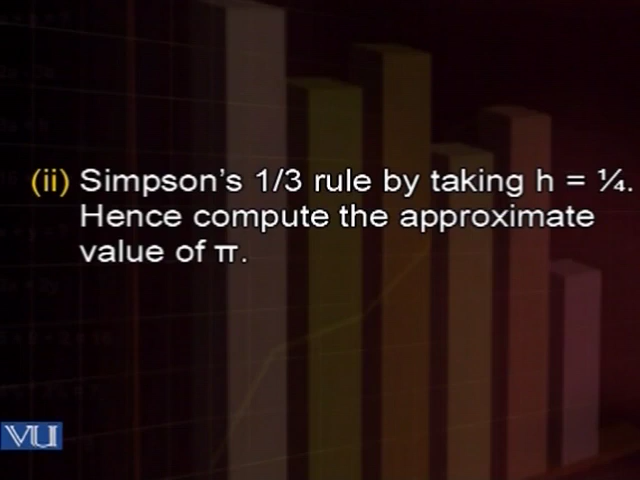 (ii) Simpson's 1/3 rule by taking h = ¼.
Hence compute the approximate
value of π.
VU